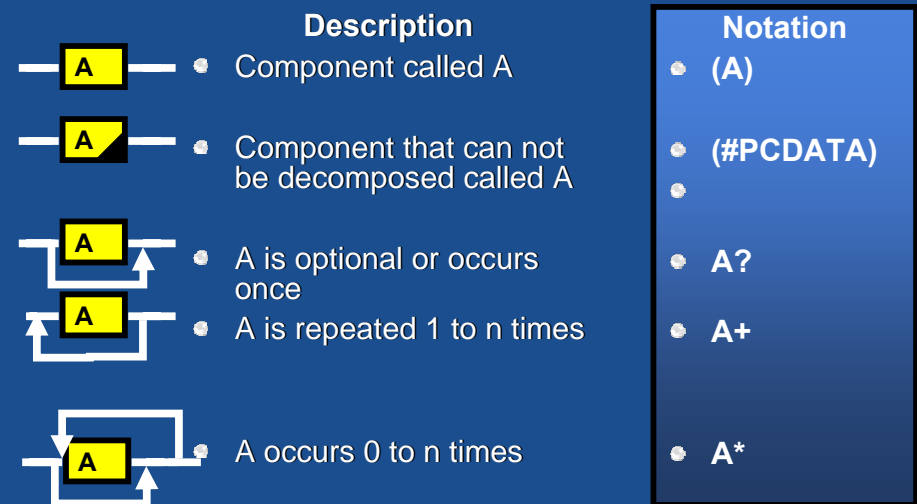 Description Notation
A Component called A (A)
A Component that can not (#PCDATA)
be decomposed called A
A A is optional or occurs A?
once
A A is repeated 1 to n times A+
A A occurs 0 to n times A*